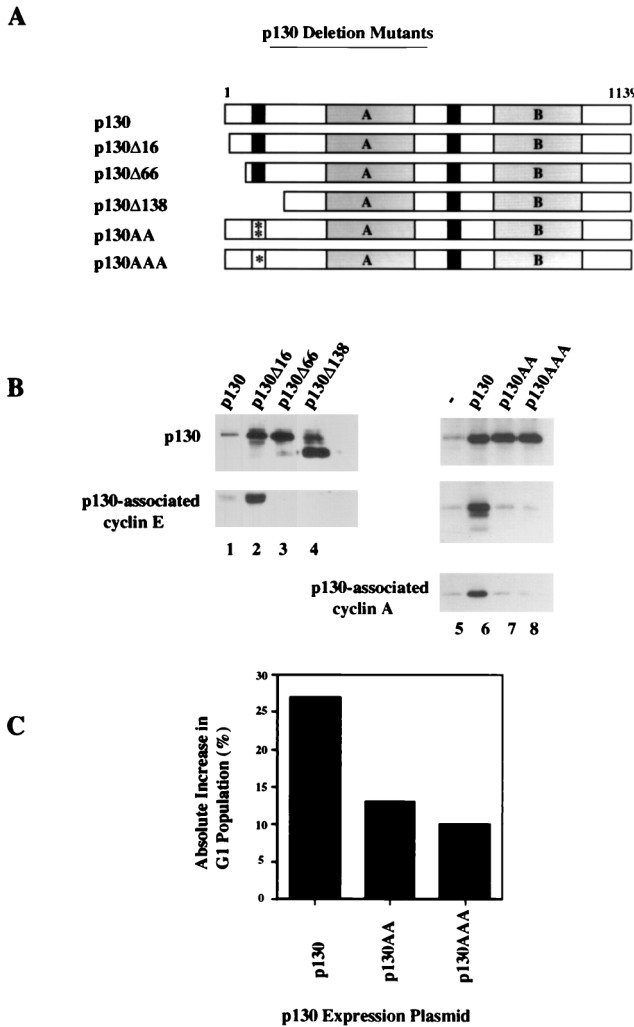 A
p130 Deletion Mutants
1 1139
p130 A B
p130Δ16 A B
p130Δ66 A B
p130Δ138 A B
p130AA * * A B
p130AAA * A B
B
p130 p130Δ16 p130Δ66 p130Δ138
- p130 p130AA p130AAA
p130
p130-associated
cyclin E
1 2 3 4
p130-associated
cyclin A
5 6 7 8
C
Absolute Increase in
G1 Population (%)
30
25
20
15
10
5
0
p130 p130AA p130AAA
p130 Expression Plasmid